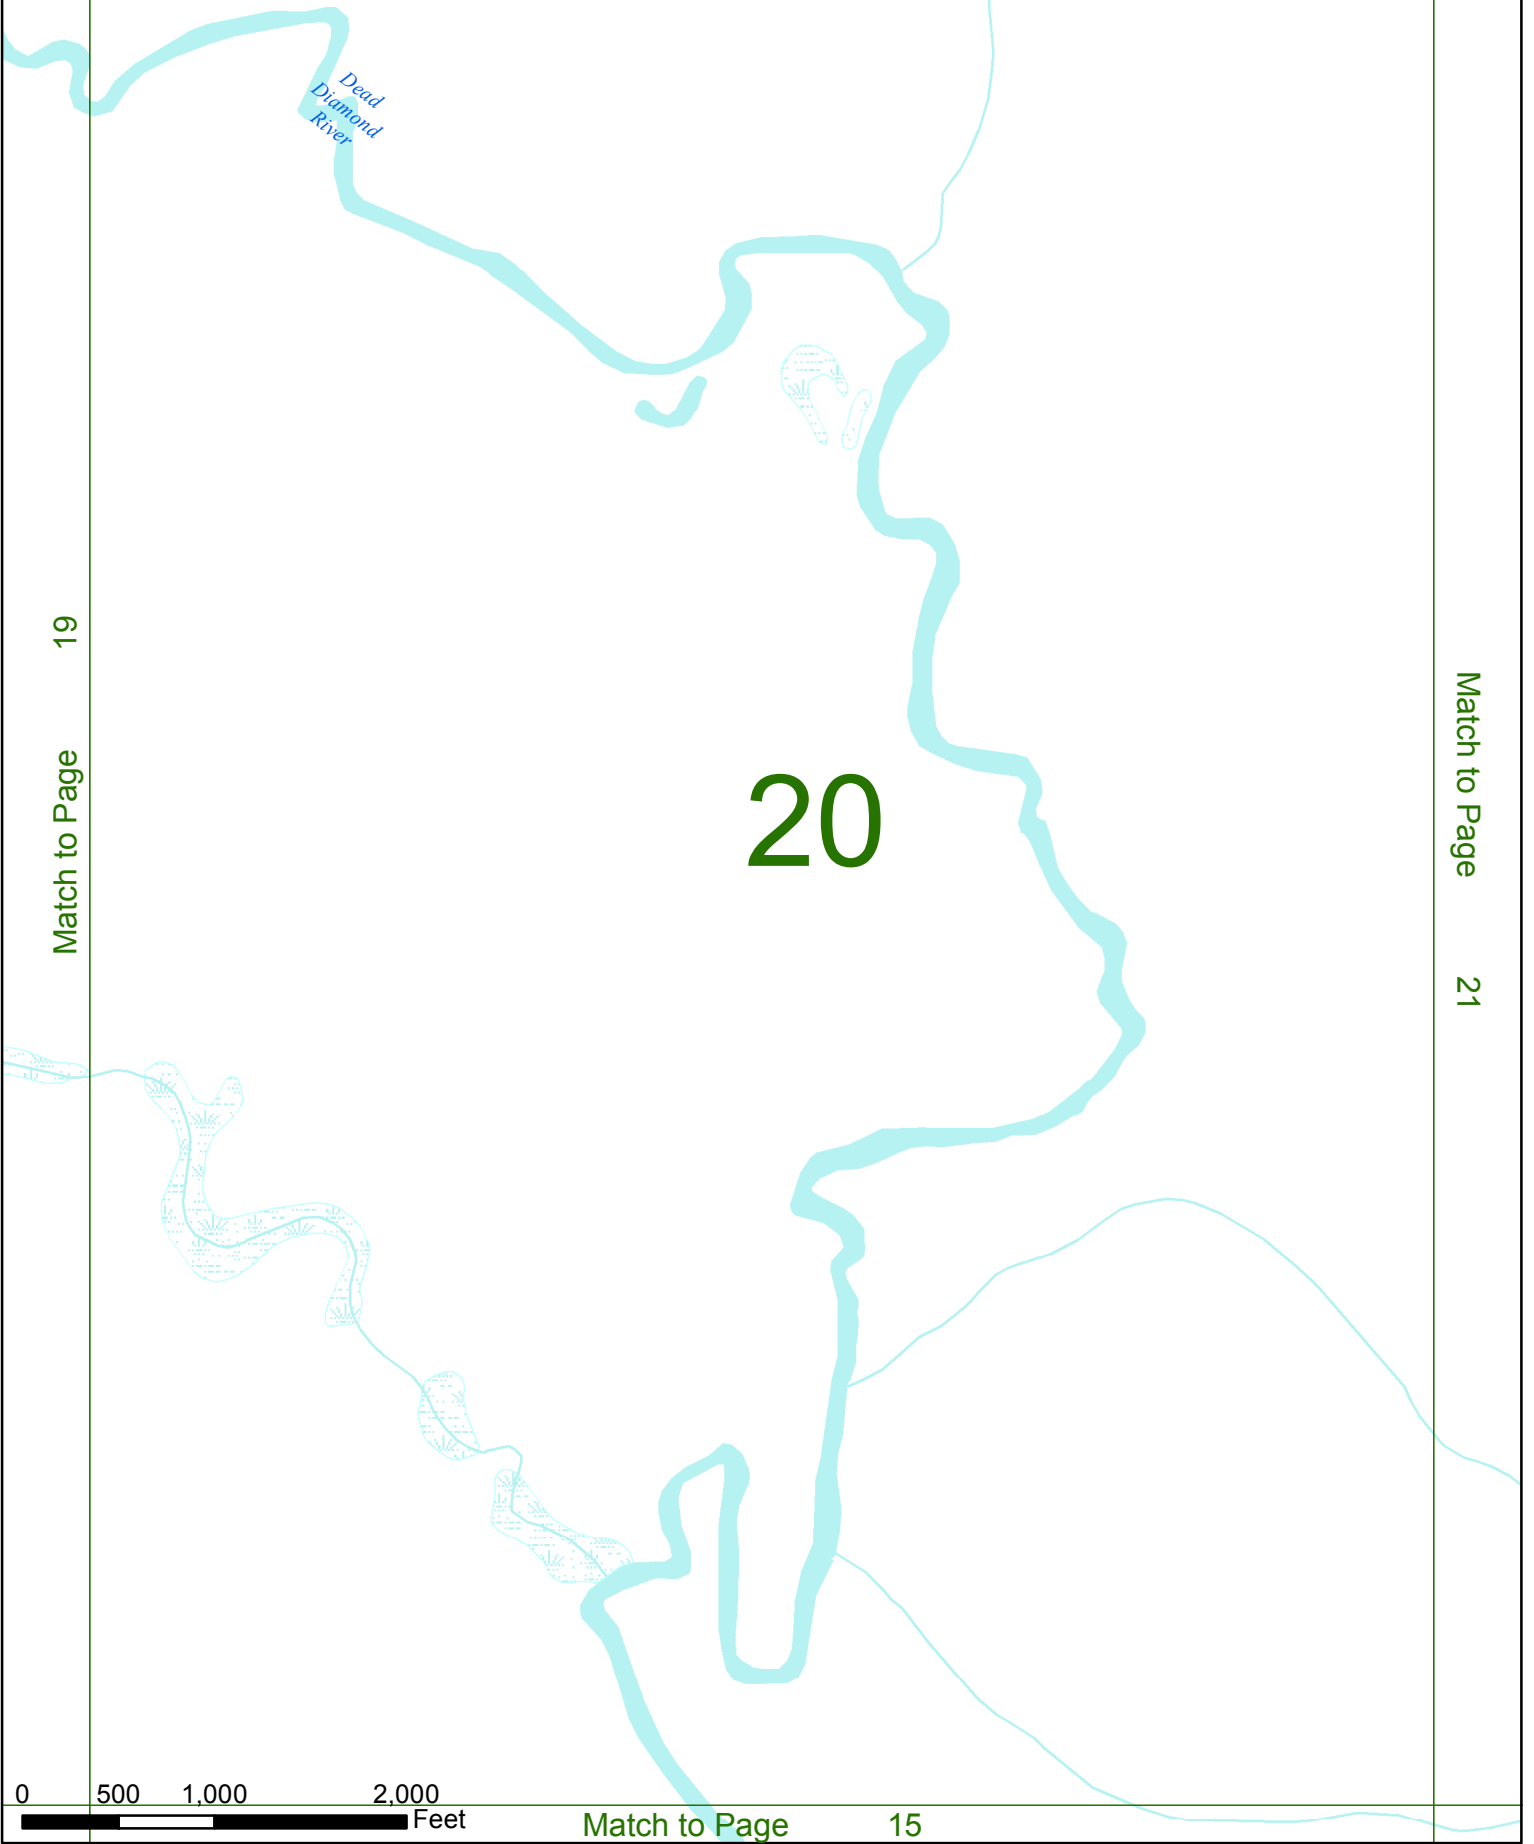 Dead
Diamond
River
Match to Page 19
20
Match to Page 21
0 500 1,000 2,000
Feet
Match to Page 15